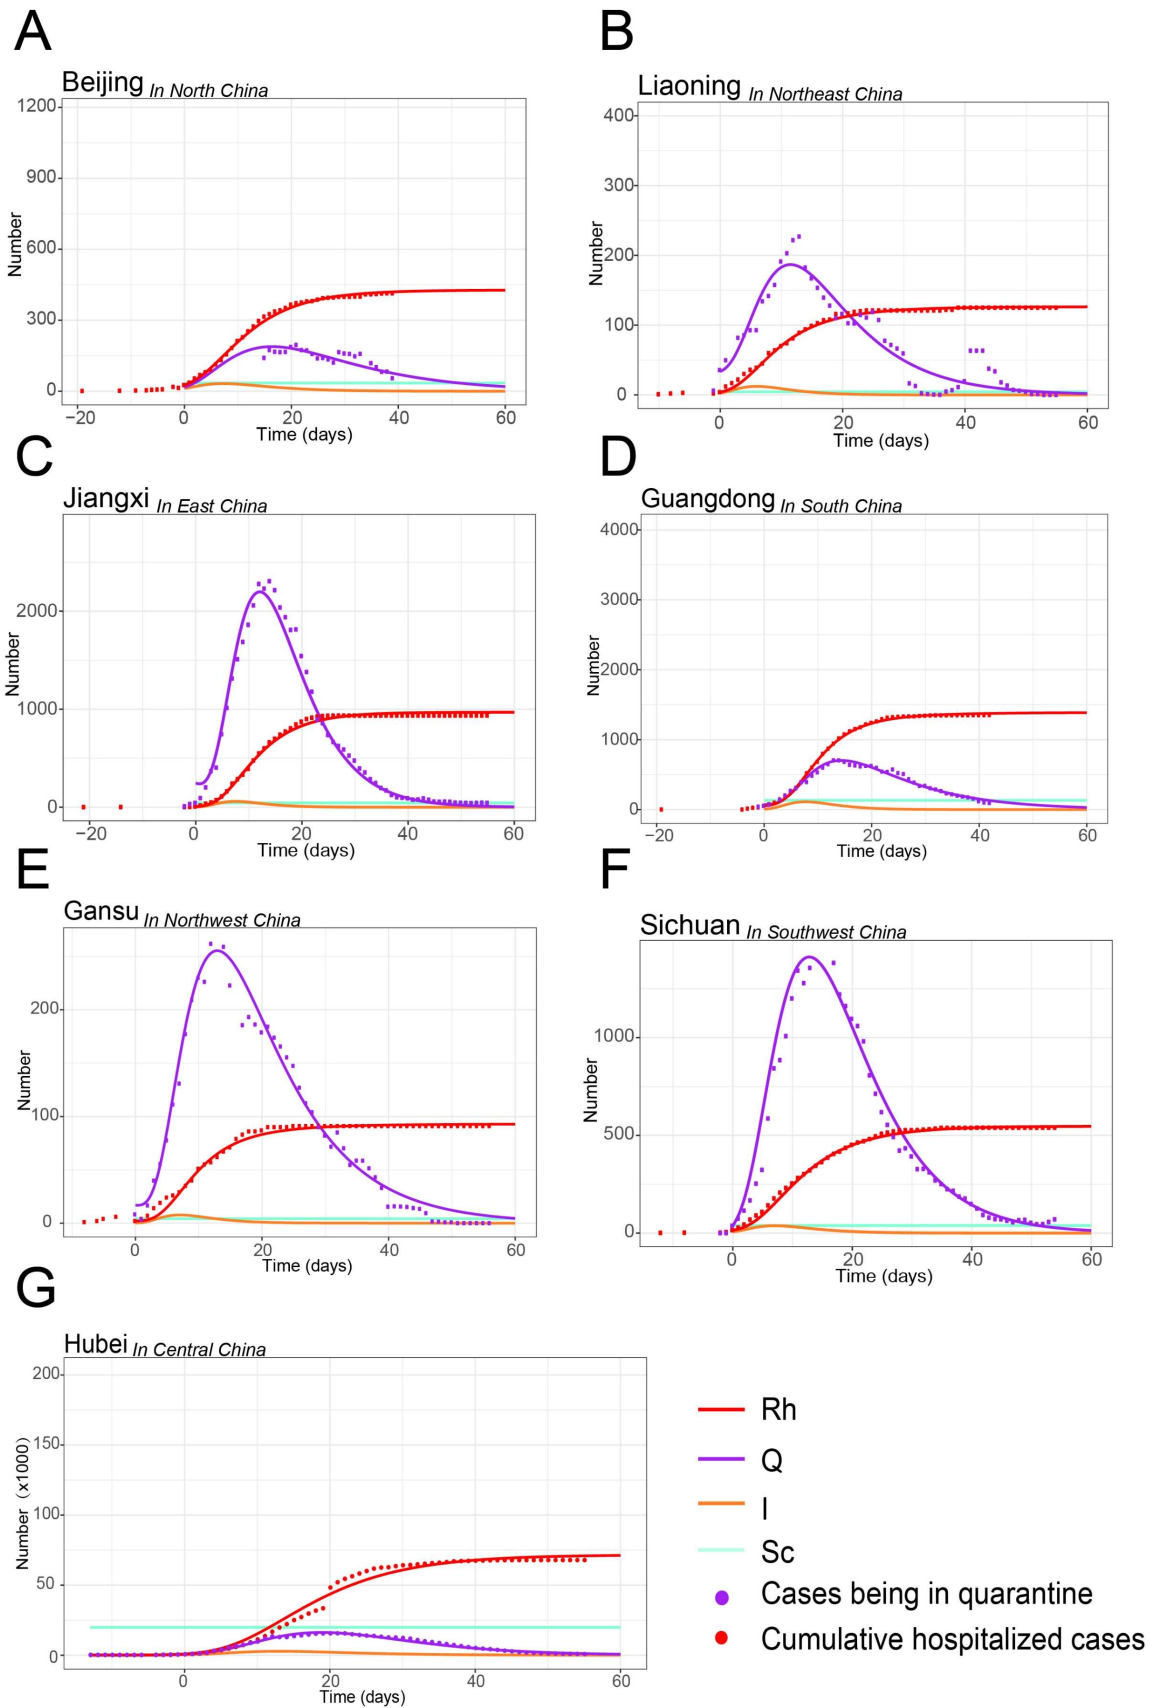 A
Beijing In North China
1200
900
600
300
0
Number
−20 0 20 40 60
Time (days)
B
Liaoning In Northeast China
400
300
200
100
0
Number
0 20 40 60
Time (days)
C
Jiangxi In East China
2000
1000
0
Number
−20 0 20 40 60
Time (days)
D
Guangdong In South China
4000
3000
2000
1000
0
Number
−20 0 20 40 60
Time (days)
E
Gansu In Northwest China
200
100
0
Number
0 20 40 60
Time (days)
F
Sichuan In Southwest China
1000
500
0
Number
0 20 40 60
Time (days)
G
Hubei In Central China
200
150
100
50
0
Number（x1000）
0 20 40 60
Time (days)
Rh
Q
I
Sc
Cases being in quarantine
Cumulative hospitalized cases